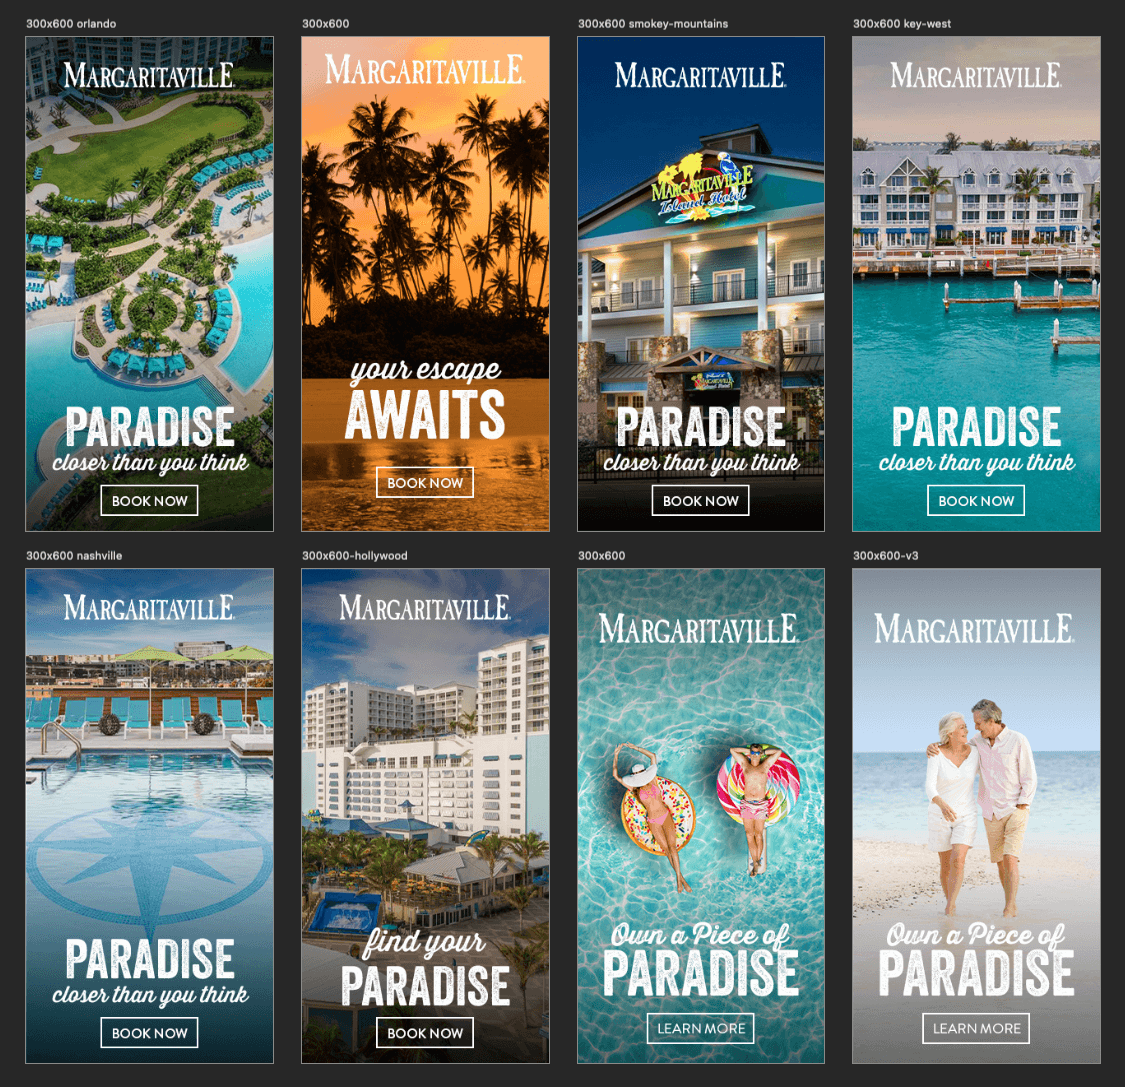 300x600 orlando
MARGARITAVILLE
PARADISE
closer than you think
BOOK NOW
300x600
MARGARITAVILLE
your escape
AWAITS
BOOK NOW
300x600 smokey-mountains
MARGARITAVILLE
MARGARITAVILLE
Island Hotel
MARGARITAVILLE
PARADISE
closer than you think
BOOK NOW
300x600 key-west
MARGARITAVILLE
PARADISE
closer than you think
BOOK NOW
300x600 nashville
MARGARITAVILLE
PARADISE
closer than you think
BOOK NOW
300x600-hollywood
MARGARITAVILLE
find your
PARADISE
BOOK NOW
300x600
MARGARITAVILLE
Own a Piece of
PARADISE
LEARN MORE
300x600-v3
MARGARITAVILLE
Own a Piece of
PARADISE
LEARN MORE